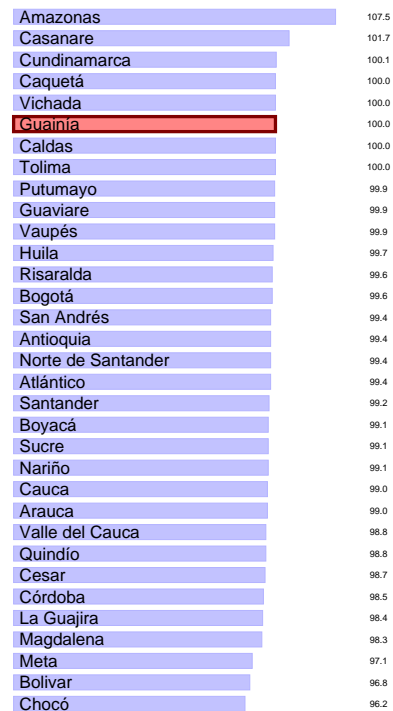 Amazonas 107.5
Casanare 101.7
Cundinamarca 100.1
Caquetá 100.0
Vichada 100.0
Guainía 100.0
Caldas 100.0
Tolima 100.0
Putumayo 99.9
Guaviare 99.9
Vaupés 99.9
Huila 99.7
Risaralda 99.6
Bogotá 99.6
San Andrés 99.4
Antioquia 99.4
Norte de Santander 99.4
Atlántico 99.4
Santander 99.2
Boyacá 99.1
Sucre 99.1
Nariño 99.1
Cauca 99.0
Arauca 99.0
Valle del Cauca 98.8
Quindío 98.8
Cesar 98.7
Córdoba 98.5
La Guajira 98.4
Magdalena 98.3
Meta 97.1
Bolivar 96.8
Chocó 96.2